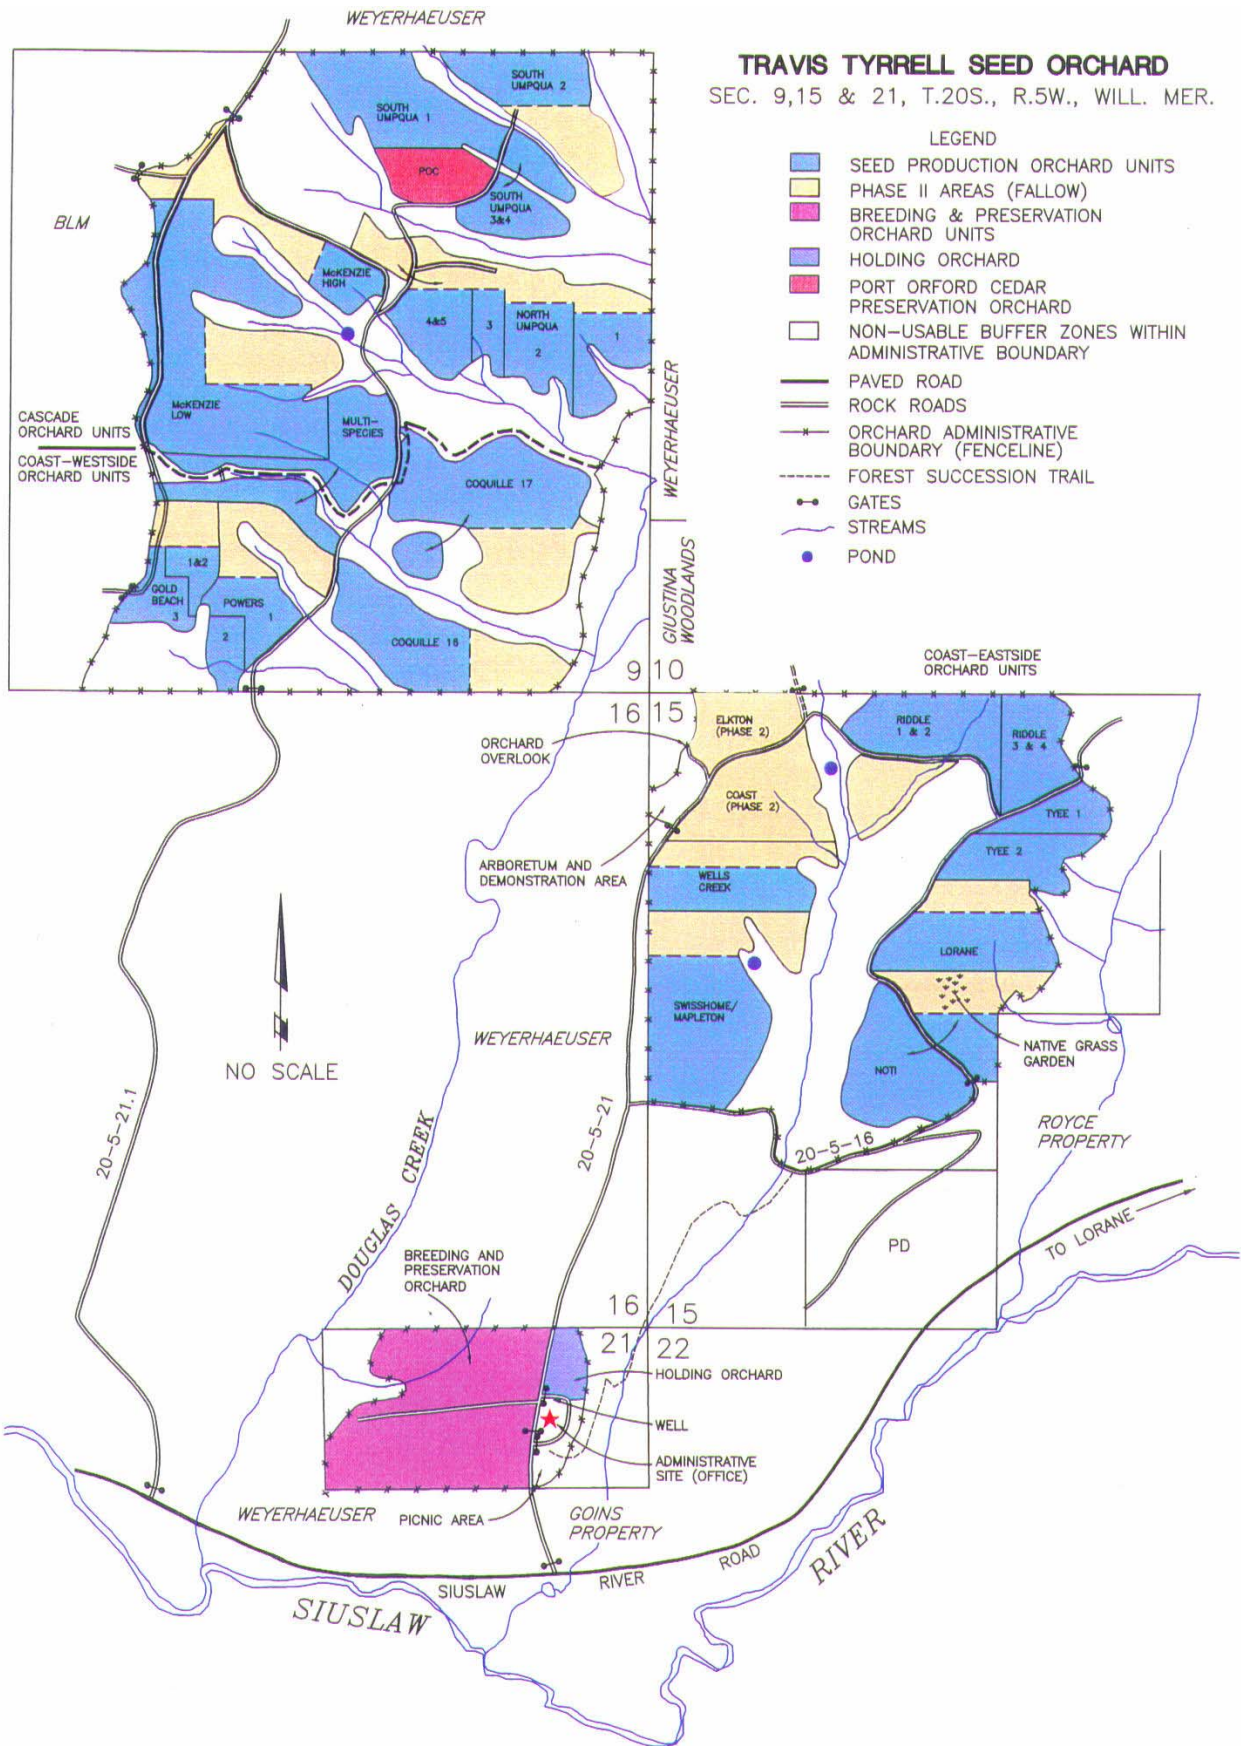 WEYERHAEUSER
TRAVIS TYRRELL SEED ORCHARD
SEC. 9,15 & 21, T.20S., R.5W., WILL. MER.
LEGEND
SEED PRODUCTION ORCHARD UNITS
PHASE II AREAS (FALLOW)
BREEDING & PRESERVATION
ORCHARD UNITS
HOLDING ORCHARD
PORT ORFORD CEDAR
PRESERVATION ORCHARD
NON-USABLE BUFFER ZONES WITHIN
ADMINISTRATIVE BOUNDARY
PAVED ROAD
ROCK ROADS
ORCHARD ADMINISTRATIVE
BOUNDARY (FENCELINE)
FOREST SUCCESSION TRAIL
GATES
STREAMS
POND
SOUTH
UMPQUA 2
SOUTH
UMPQUA 1
POC
SOUTH
UMPQUA
3&4
BLM
McKENZIE
HIGH
4&5
3
NORTH
UMPQUA
2
1
WEYERHAEUSER
McKENZIE
LOW
MULTI-
SPECIES
CASCADE
ORCHARD UNITS
COAST-WESTSIDE
ORCHARD UNITS
COQUILLE 17
GIUSTINA
WOODLANDS
1&2
GOLD
BEACH
3
POWERS
1
2
COQUILLE 16
9
10
16
15
COAST-EASTSIDE
ORCHARD UNITS
ELKTON
(PHASE 2)
RIDDLE
1 & 2
RIDDLE
3 & 4
ORCHARD
OVERLOOK
COAST
(PHASE 2)
TYEE 1
TYEE 2
ARBORETUM AND
DEMONSTRATION AREA
WELLS
CREEK
LORANE
SWISSHOME/
MAPLETON
WEYERHAEUSER
NATIVE GRASS
GARDEN
NOTI
NO SCALE
N
20-5-21.1
20-5-21
20-5-16
ROYCE
PROPERTY
DOUGLAS CREEK
TO LORANE
PD
BREEDING AND
PRESERVATION
ORCHARD
16
15
21
22
HOLDING ORCHARD
WELL
ADMINISTRATIVE
SITE (OFFICE)
WEYERHAEUSER
PICNIC AREA
GOINS
PROPERTY
SIUSLAW RIVER ROAD
SIUSLAW RIVER